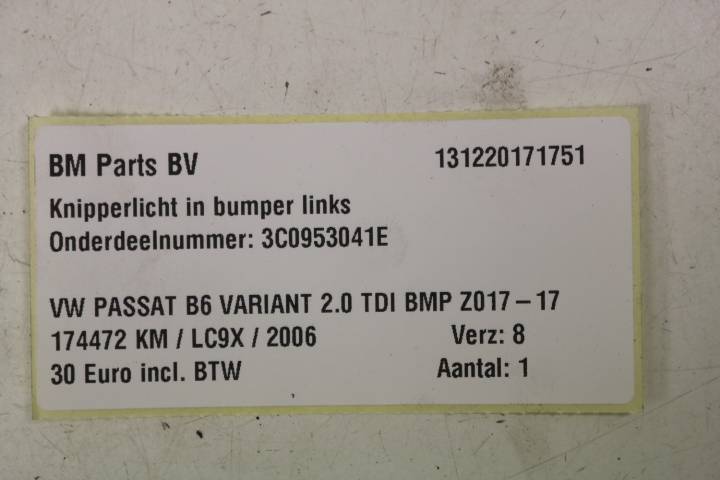 BM Parts BV 131220171751
Knipperlicht in bumper links
Onderdeelnummer: 3C0953041E
VW PASSAT B6 VARIANT 2.0 TDI BMP Z017 – 17
174472 KM / LC9X / 2006 Verz: 8
30 Euro incl. BTW Aantal: 1